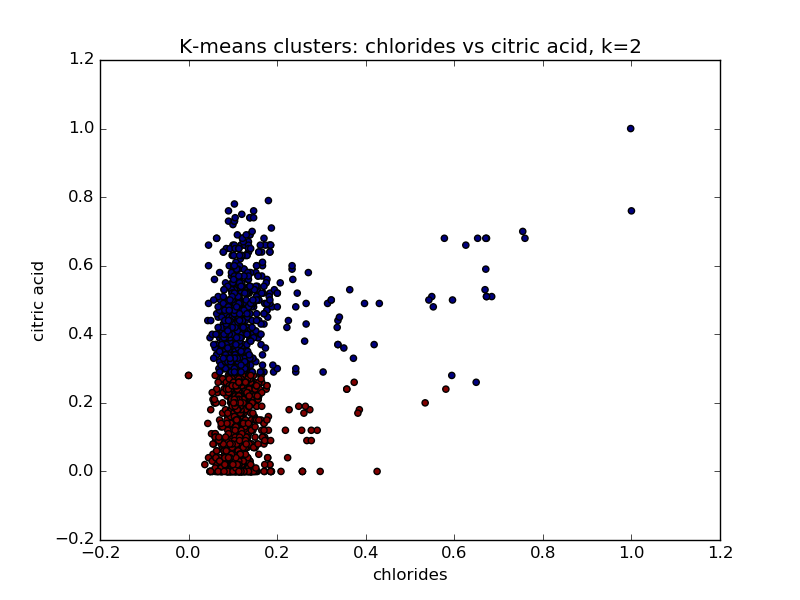 K-means clusters: chlorides vs citric acid, k=2
1.2
1.0
0.8
0.6
0.4
0.2
0.0
−0.2
citric acid
−0.2 0.0 0.2 0.4 0.6 0.8 1.0 1.2
chlorides